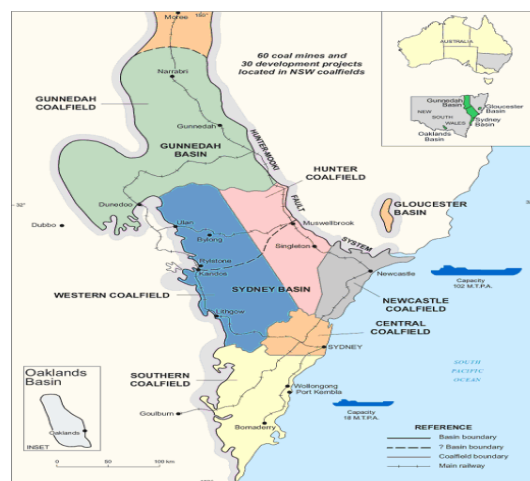 Moree
60 coal mines and
30 development projects
located in NSW coalfields
AUSTRALIA
Narrabri
GUNNEDAH
COALFIELD
Gunnedah
Basin
Gloucester
Basin
NEW
SOUTH
WALES
Sydney
Basin
Oaklands
Basin
Gunnedah
GUNNEDAH
BASIN
HUNTER-MOOKI
FAULT
SYSTEM
HUNTER
COALFIELD
32°
32°
Dunedoo
GLOUCESTER
BASIN
Dubbo
Ulan
Muswellbrook
Bylong
Singleton
Rylstone
Kandos
Newcastle
Capacity
102 M.T.P.A.
WESTERN COALFIELD
SYDNEY BASIN
NEWCASTLE
COALFIELD
Lithgow
CENTRAL
COALFIELD
SYDNEY
SOUTH
PACIFIC
OCEAN
Oaklands
Basin
SOUTHERN
COALFIELD
Wollongong
Port Kembla
Capacity
18 M.T.P.A.
Oaklands
Goulburn
INSET
Bomaderry
REFERENCE
Basin boundary
? Basin boundary
Coalfield boundary
Main railway
0
100 km